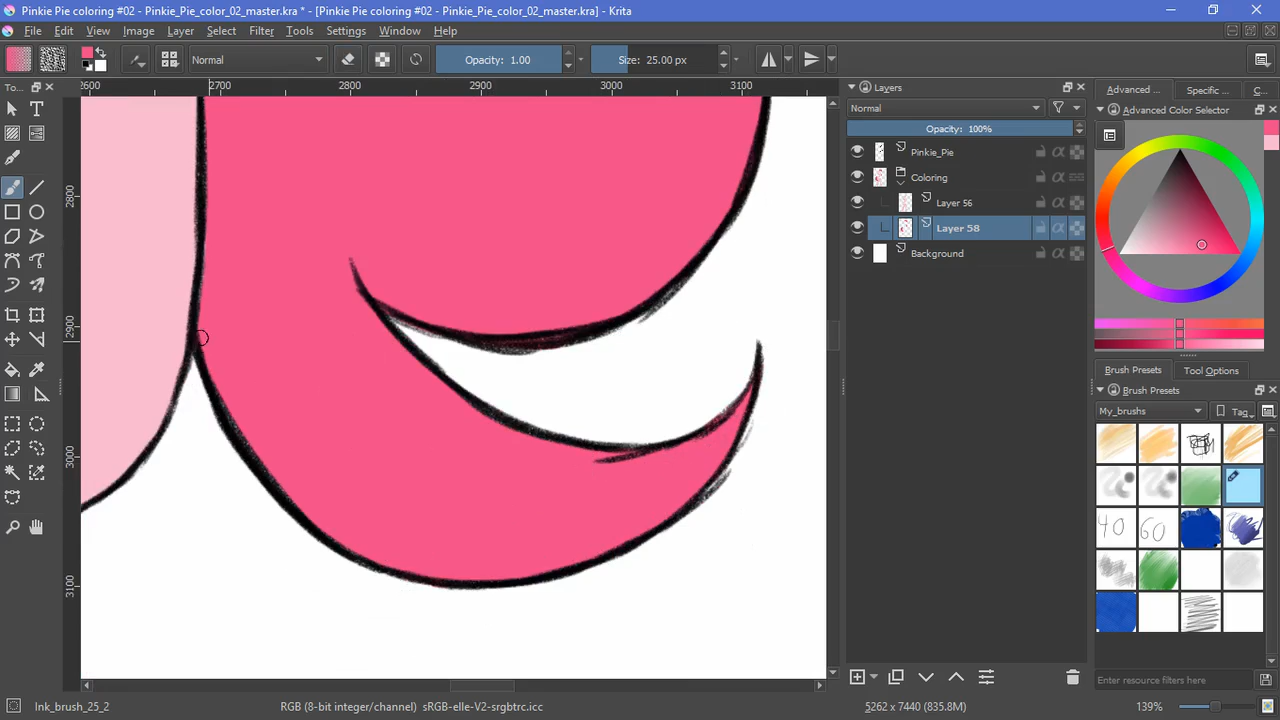 Pinkie Pie coloring #02 - Pinkie_Pie_color_02_master.kra * - [Pinkie Pie coloring #02 - Pinkie_Pie_color_02_master.kra] - Krita
File Edit View Image Layer Select Filter Tools Settings Window Help
Normal Opacity: 1.00 Size: 25.00 px
To...
2600 2700 2800 2900 3000 3100
2800
2900
3000
3100
Layers
Normal
Opacity: 100%
Pinkie_Pie
Coloring
Layer 56
Layer 58
Background
Advanced ... Specific ... C...
Advanced Color Selector
Brush Presets Tool Options
Brush Presets
My_brushes Tag
40 60
Enter resource filters here
Ink_brush_25_2 RGB (8-bit integer/channel) sRGB-elle-V2-srgbtrc.icc 5262 x 7440 (835.8M) 139%